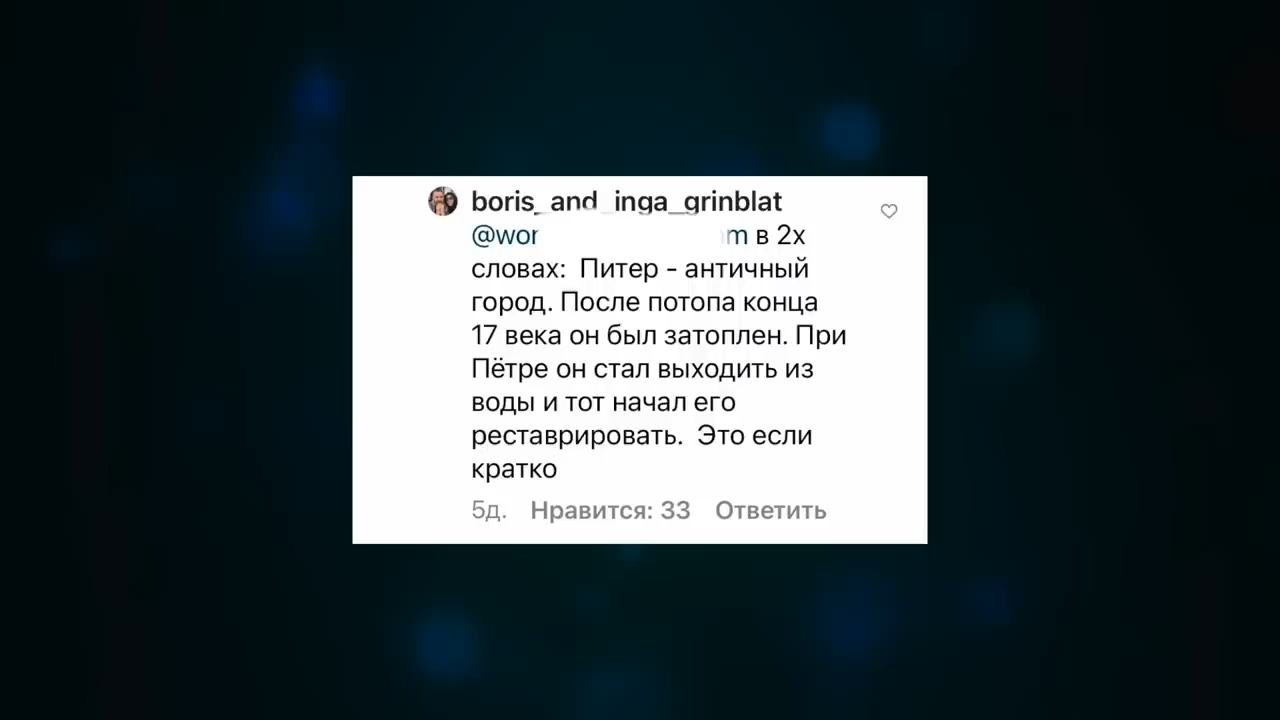 boris_and_inga_grinblat
в 2х
словах: Питер - античный
город. После потопа конца
17 века он был затоплен. При
Пётре он стал выходить из
воды и тот начал его
реставрировать. Это если
кратко
5д. Нравится: 33 Ответить